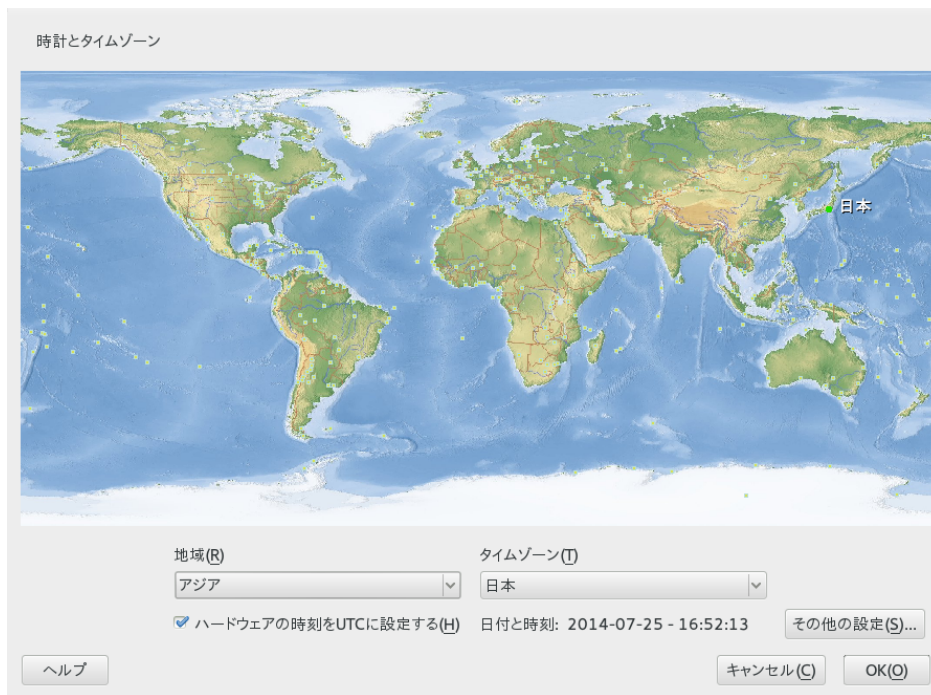 時計とタイムゾーン
日本
地域(R)
タイムゾーン(T)
アジア
日本
ハードウェアの時刻をUTCに設定する(H)
日付と時刻: 2014-07-25 - 16:52:13
その他の設定(S)...
ヘルプ
キャンセル(C)
OK(O)